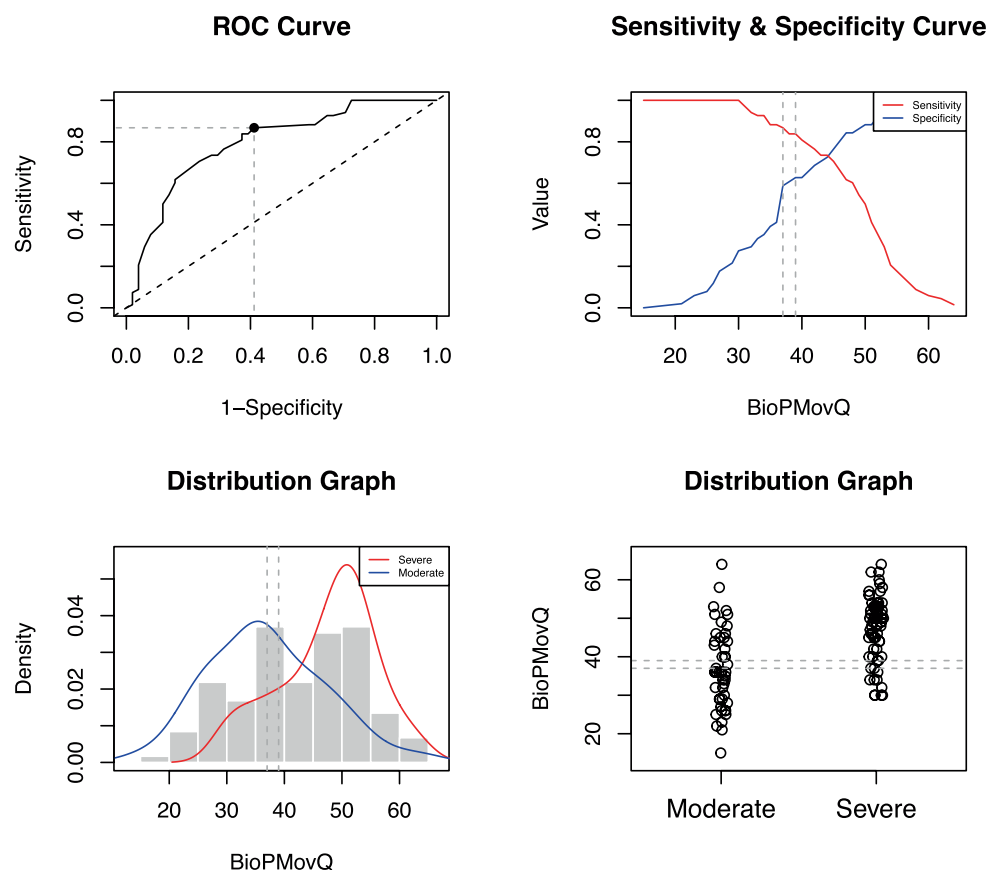 ROC Curve
Sensitivity
0.0 0.4 0.8
0.0 0.2 0.4 0.6 0.8 1.0
1–Specificity
Sensitivity & Specificity Curve
Value
0.0 0.4 0.8
Sensitivity
Specificity
20 30 40 50 60
BioPMovQ
Distribution Graph
Density
0.00 0.02 0.04
Severe
Moderate
20 30 40 50 60
BioPMovQ
Distribution Graph
BioPMovQ
20 40 60
Moderate Severe